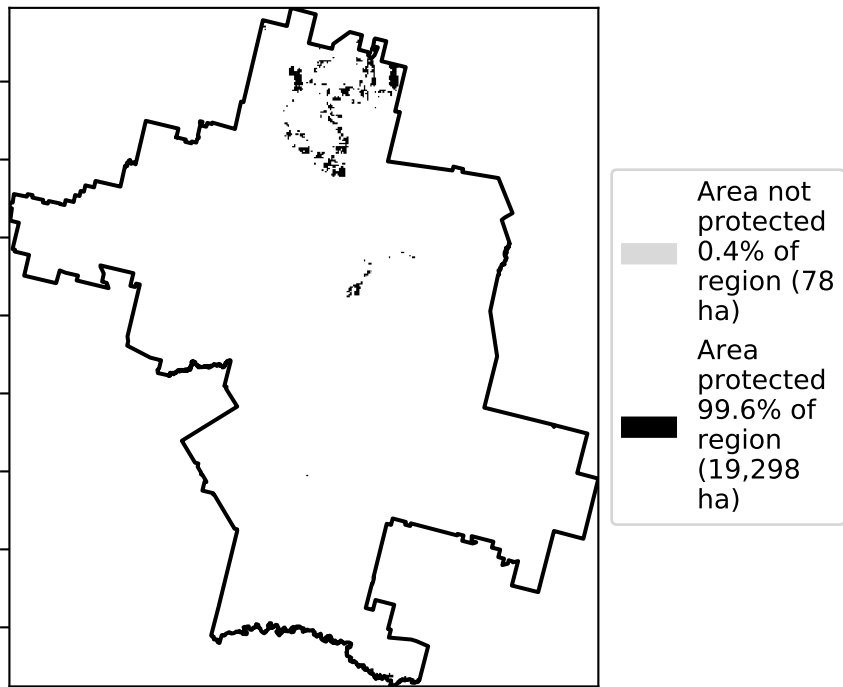 Area not
protected
0.4% of
region (78
ha)
Area
protected
99.6% of
region
(19,298
ha)